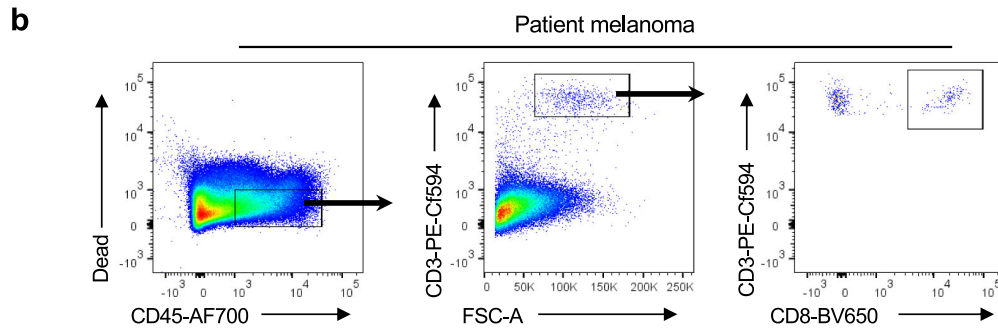 b
Patient melanoma
Dead
10^5
10^4
10^3
0
-10^3
-10^3 0 10^3 10^4 10^5
CD45-AF700
CD3-PE-Cf594
10^5
10^4
10^3
0
-10^3
0 50K 100K 150K 200K 250K
FSC-A
CD3-PE-Cf594
10^5
10^4
10^3
0
-10^3
-10^3 0 10^3 10^4 10^5
CD8-BV650